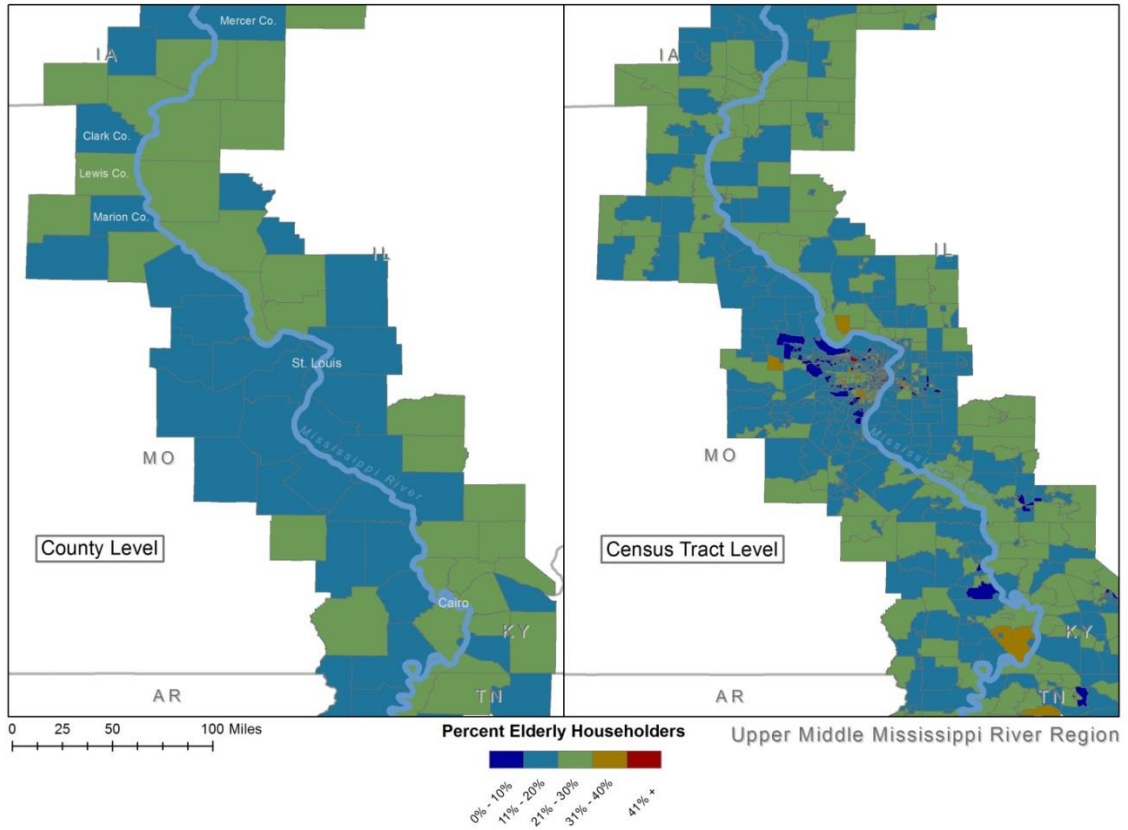 Mercer Co.
IA
Clark Co.
Lewis Co.
Marion Co.
IL
St. Louis
Mississippi River
MO
County Level
Cairo
KY
AR
TN
IA
IL
Mississippi
MO
Census Tract Level
KY
AR
TN
0 25 50 100 Miles
Percent Elderly Householders
0% - 10%
11% - 20%
21% - 30%
31% - 40%
41% +
Upper Middle Mississippi River Region